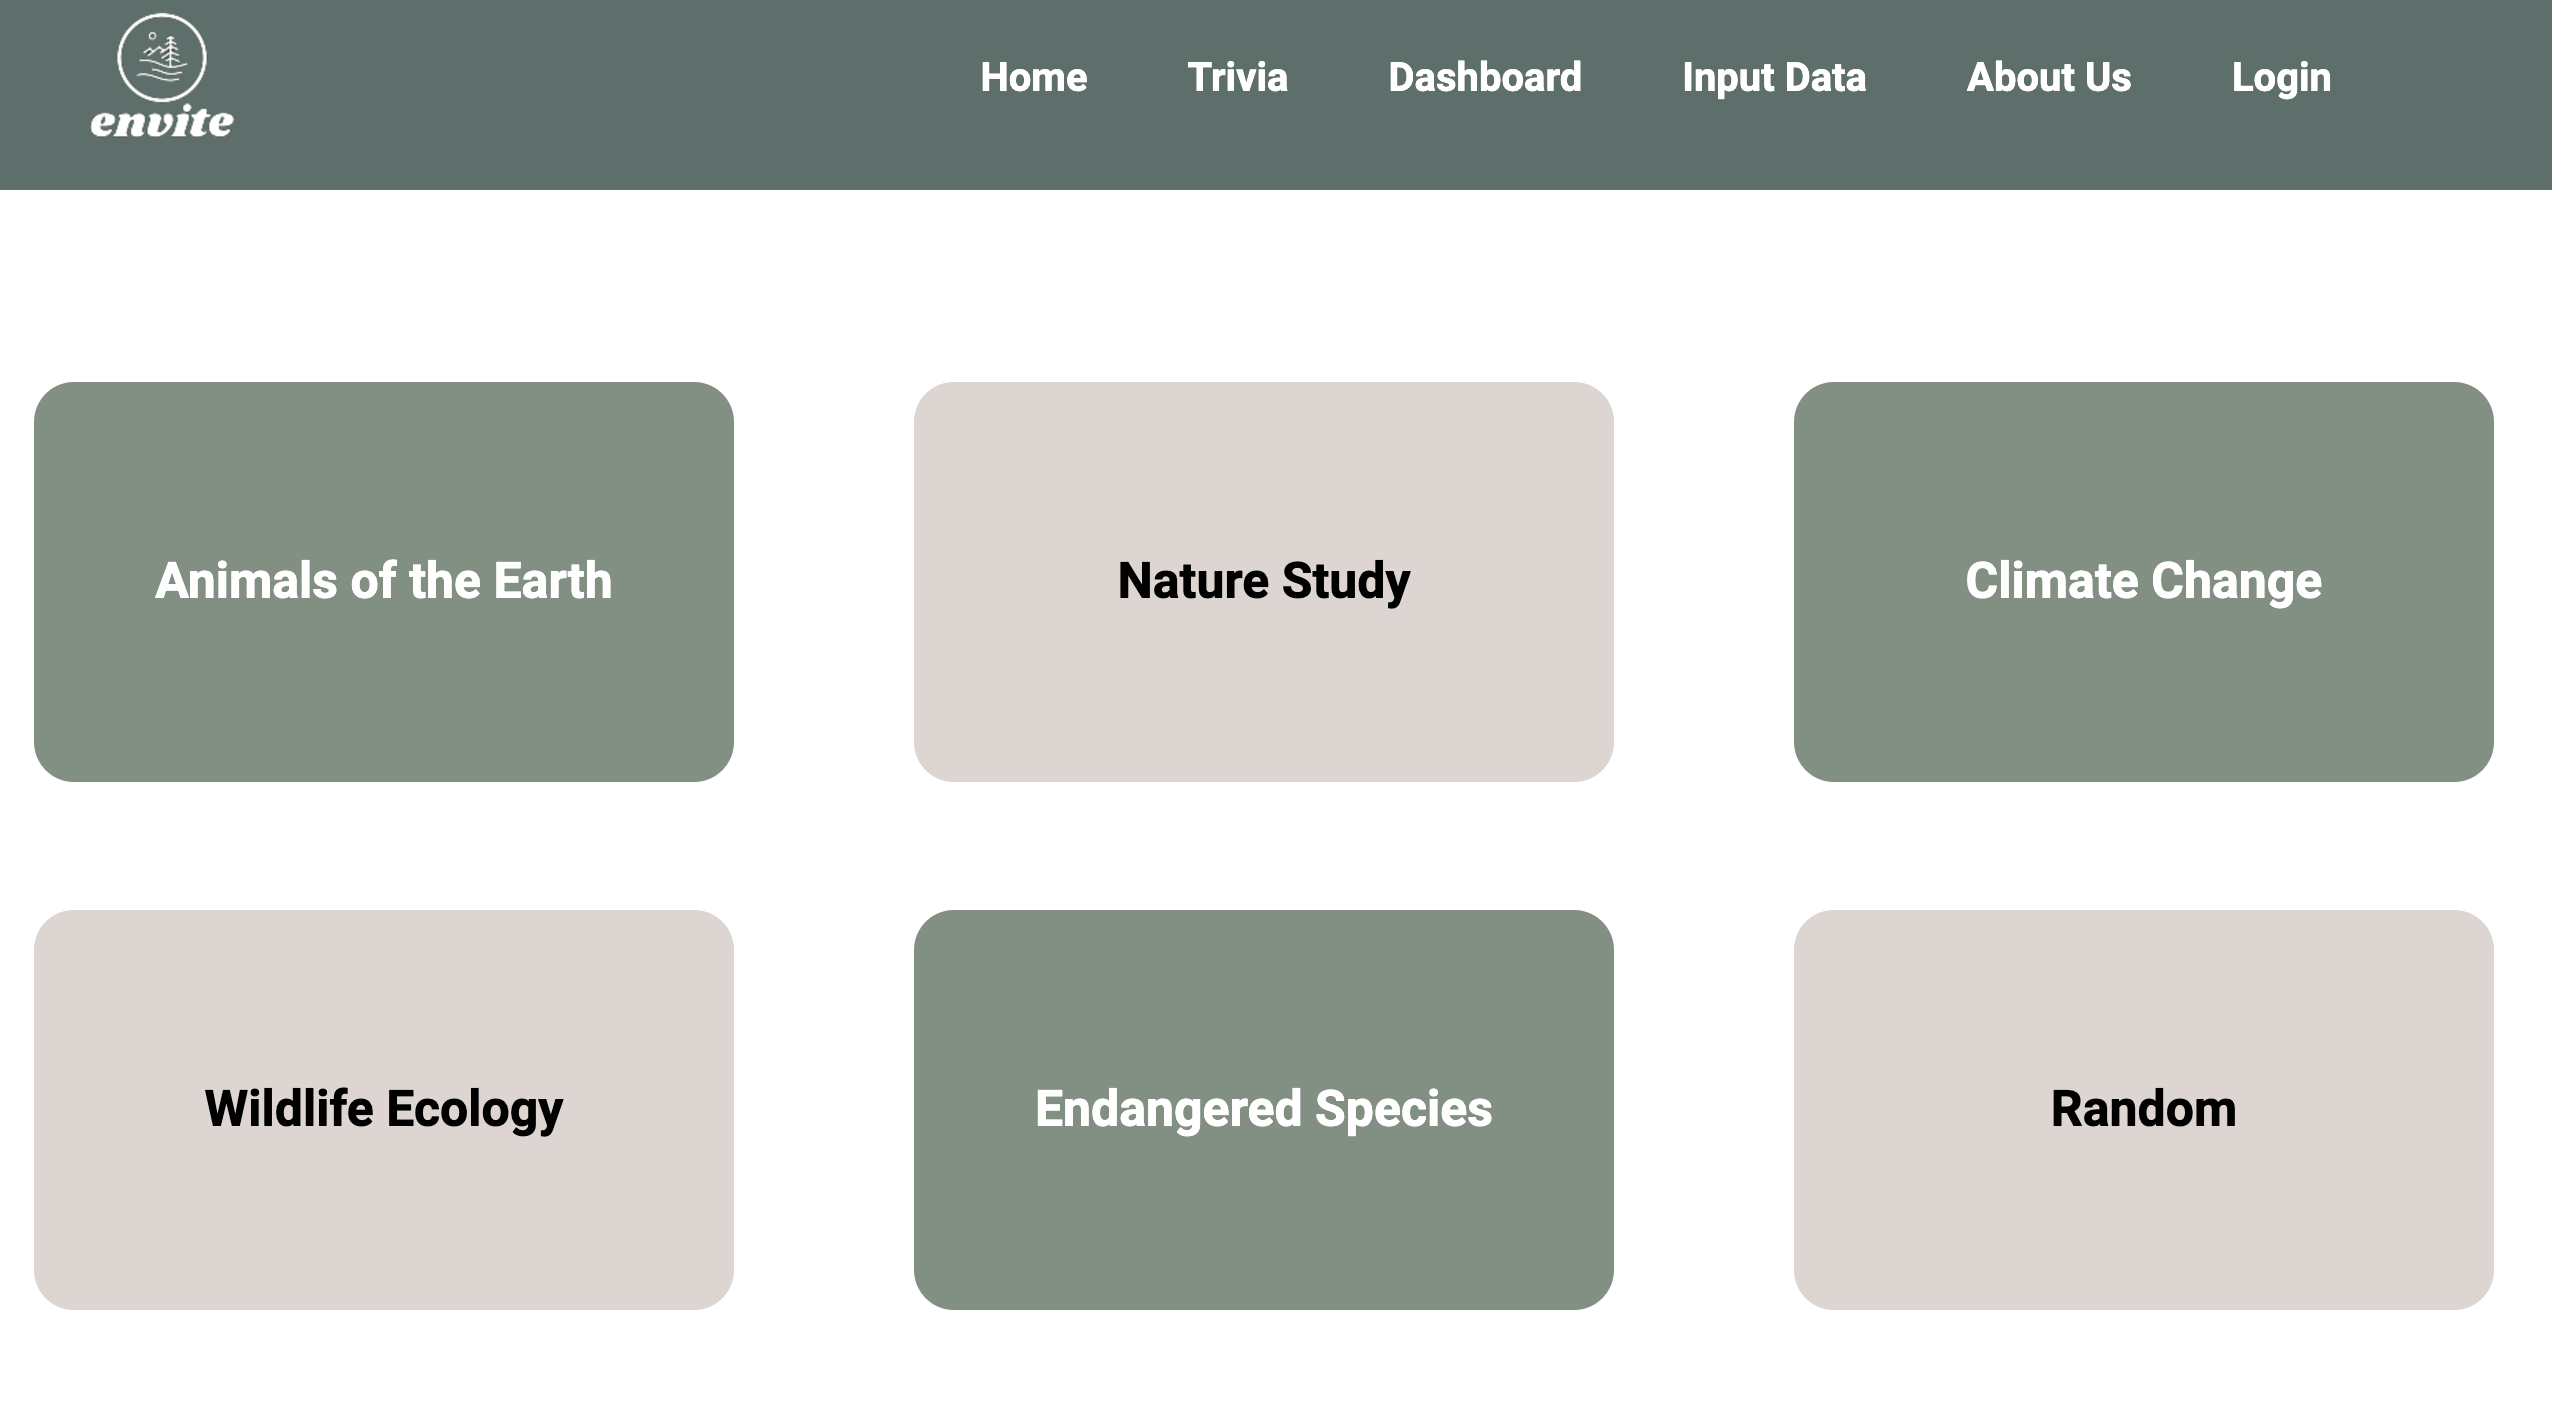 envite
Home
Trivia
Dashboard
Input Data
About Us
Login
Animals of the Earth
Nature Study
Climate Change
Wildlife Ecology
Endangered Species
Random